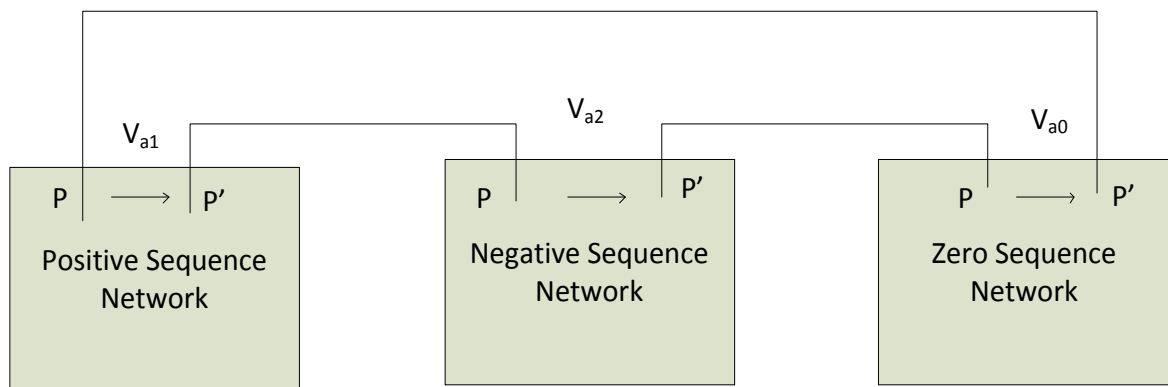 Va1
Va2
Va0
P
P’
P
P'
P
P'
Positive Sequence
Network
Negative Sequence
Network
Zero Sequence
Network